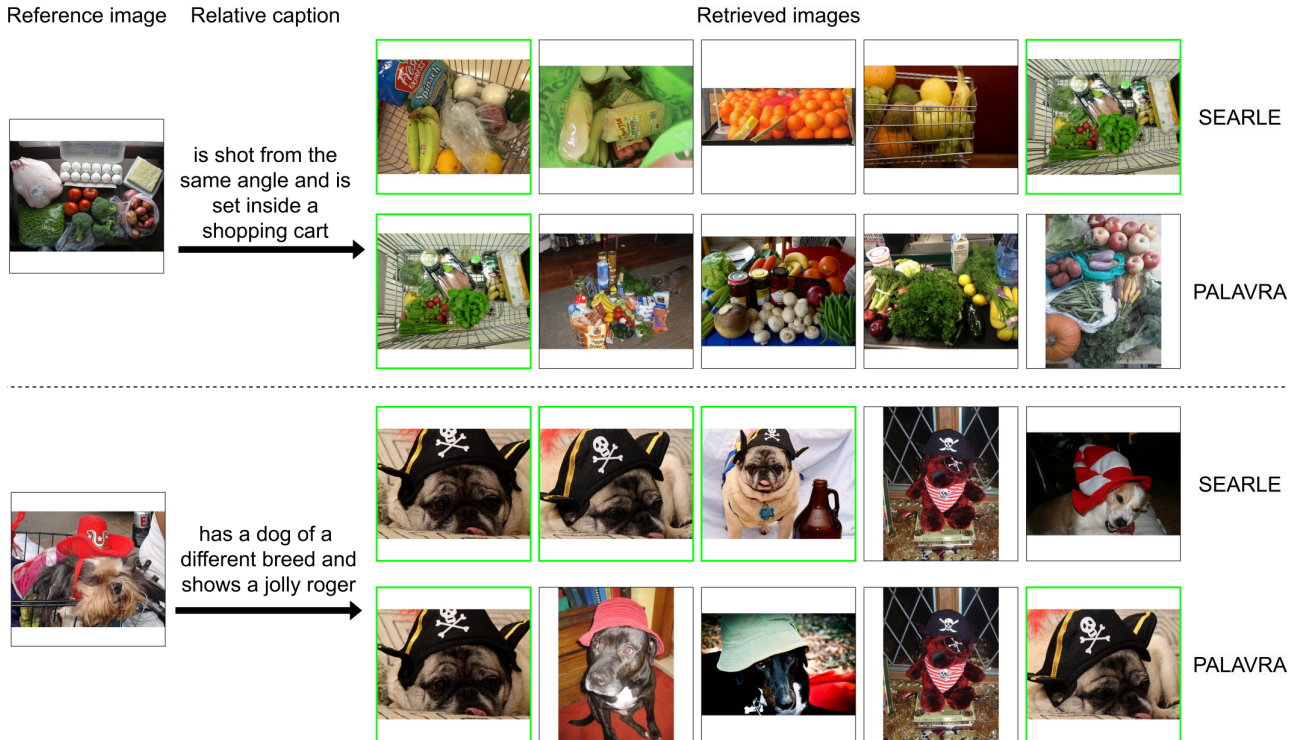 Reference image
Relative caption
Retrieved images
is shot from the
same angle and is
set inside a
shopping cart
SEARLE
Spinach
PALAVRA
has a dog of a
different breed and
shows a jolly roger
SEARLE
PALAVRA